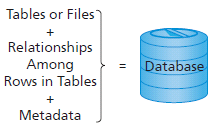 Tables or Files
+
Relationships
Among
Rows in Tables
+
Metadata
= Database